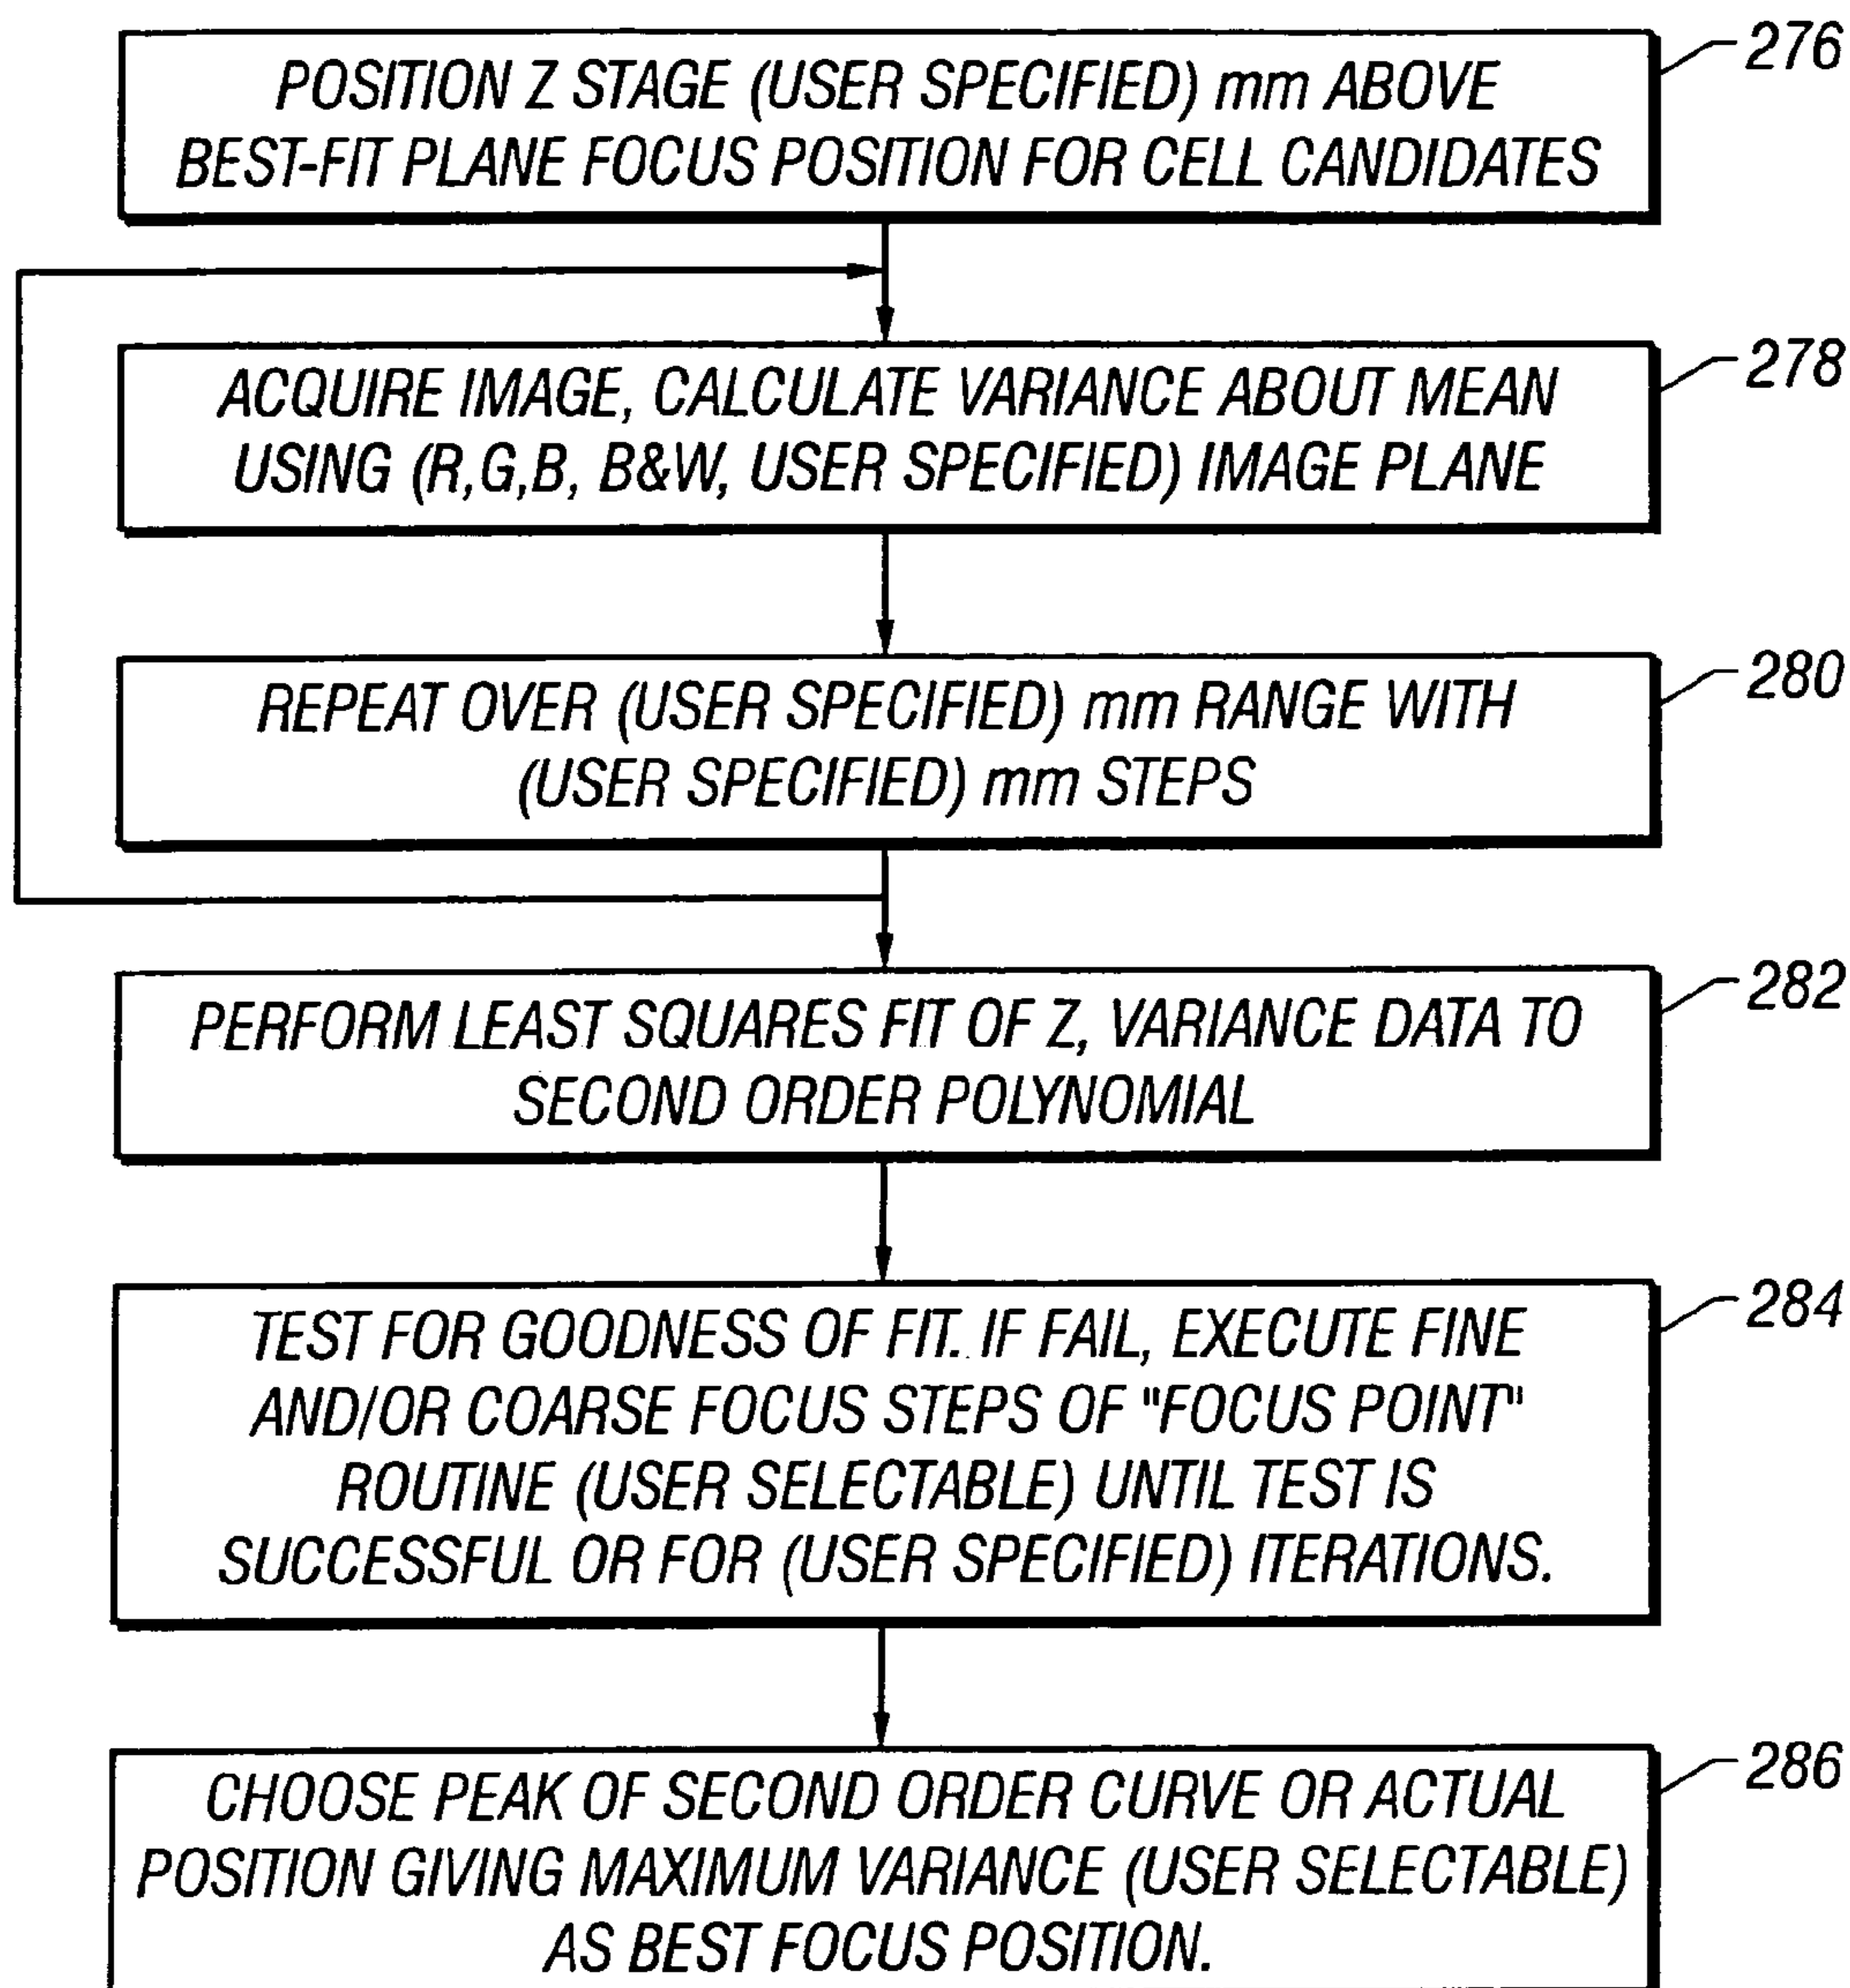 276
POSITION Z STAGE (USER SPECIFIED) mm ABOVE
BEST-FIT PLANE FOCUS POSITION FOR CELL CANDIDATES
278
ACQUIRE IMAGE, CALCULATE VARIANCE ABOUT MEAN
USING (R,G,B, B&W, USER SPECIFIED) IMAGE PLANE
280
REPEAT OVER (USER SPECIFIED) mm RANGE WITH
(USER SPECIFIED) mm STEPS
282
PERFORM LEAST SQUARES FIT OF Z, VARIANCE DATA TO
SECOND ORDER POLYNOMIAL
284
TEST FOR GOODNESS OF FIT. IF FAIL, EXECUTE FINE
AND/OR COARSE FOCUS STEPS OF "FOCUS POINT"
ROUTINE (USER SELECTABLE) UNTIL TEST IS
SUCCESSFUL OR FOR (USER SPECIFIED) ITERATIONS.
286
CHOOSE PEAK OF SECOND ORDER CURVE OR ACTUAL
POSITION GIVING MAXIMUM VARIANCE (USER SELECTABLE)
AS BEST FOCUS POSITION.